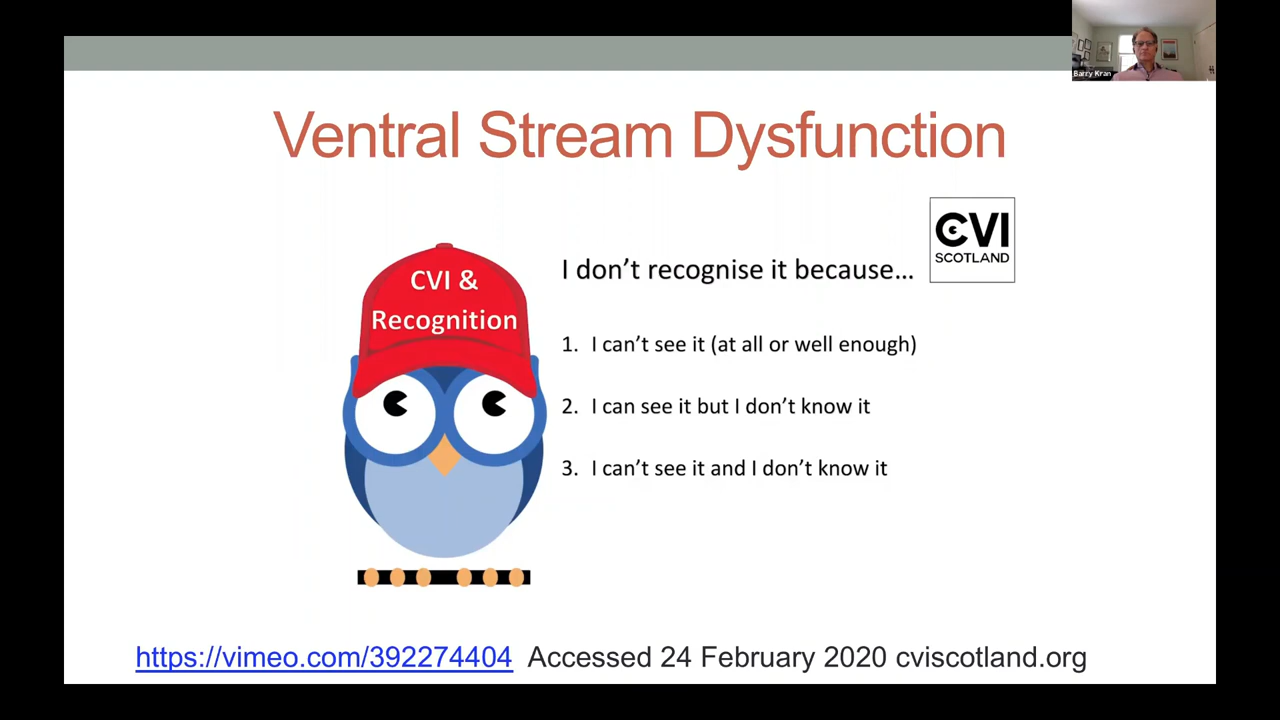 Barry Kran
Ventral Stream Dysfunction
CVI
SCOTLAND
CVI &
Recognition
I don't recognise it because...
1. I can't see it (at all or well enough)
2. I can see it but I don't know it
3. I can't see it and I don't know it
https://vimeo.com/392274404 Accessed 24 February 2020 cviscotland.org